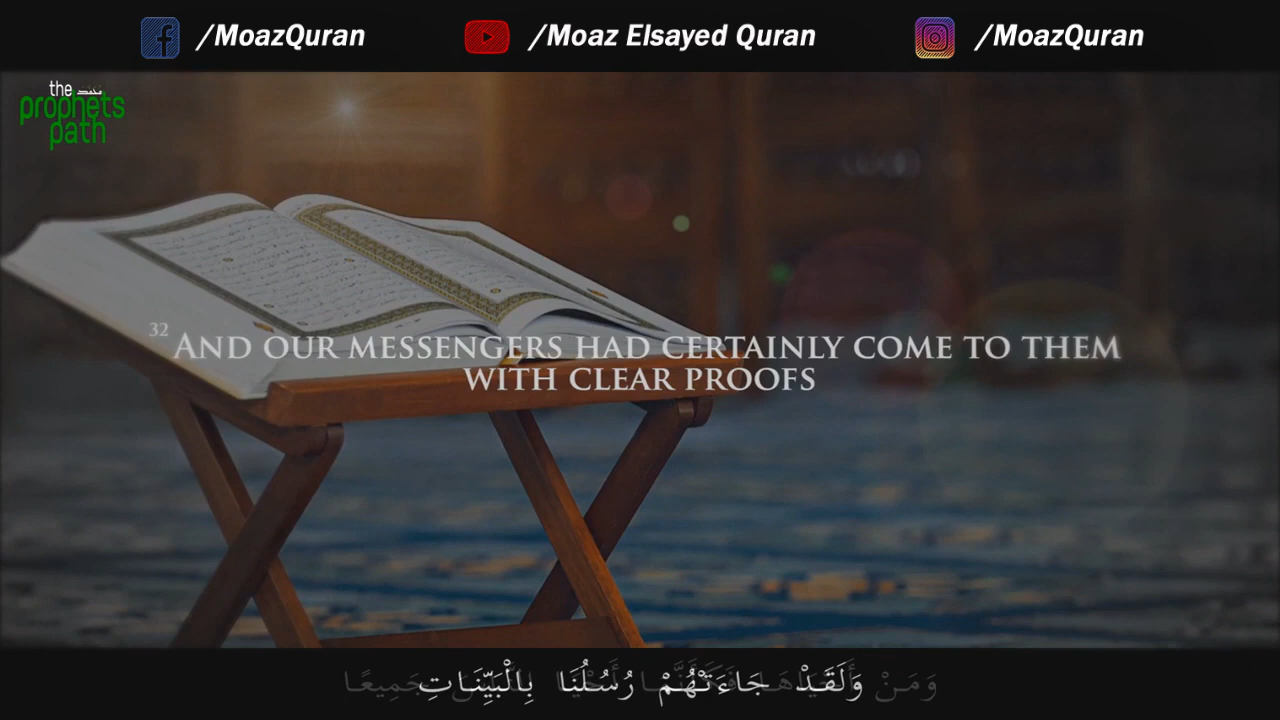 /MoazQuran
/Moaz Elsayed Quran
/MoazQuran
the محمد
prophets
path
32 AND OUR MESSENGERS HAD CERTAINLY COME TO THEM
WITH CLEAR PROOFS
وَلَقَدْ جَاءَتْهُمْ رُسُلُنَا بِالْبَيِّنَاتِ